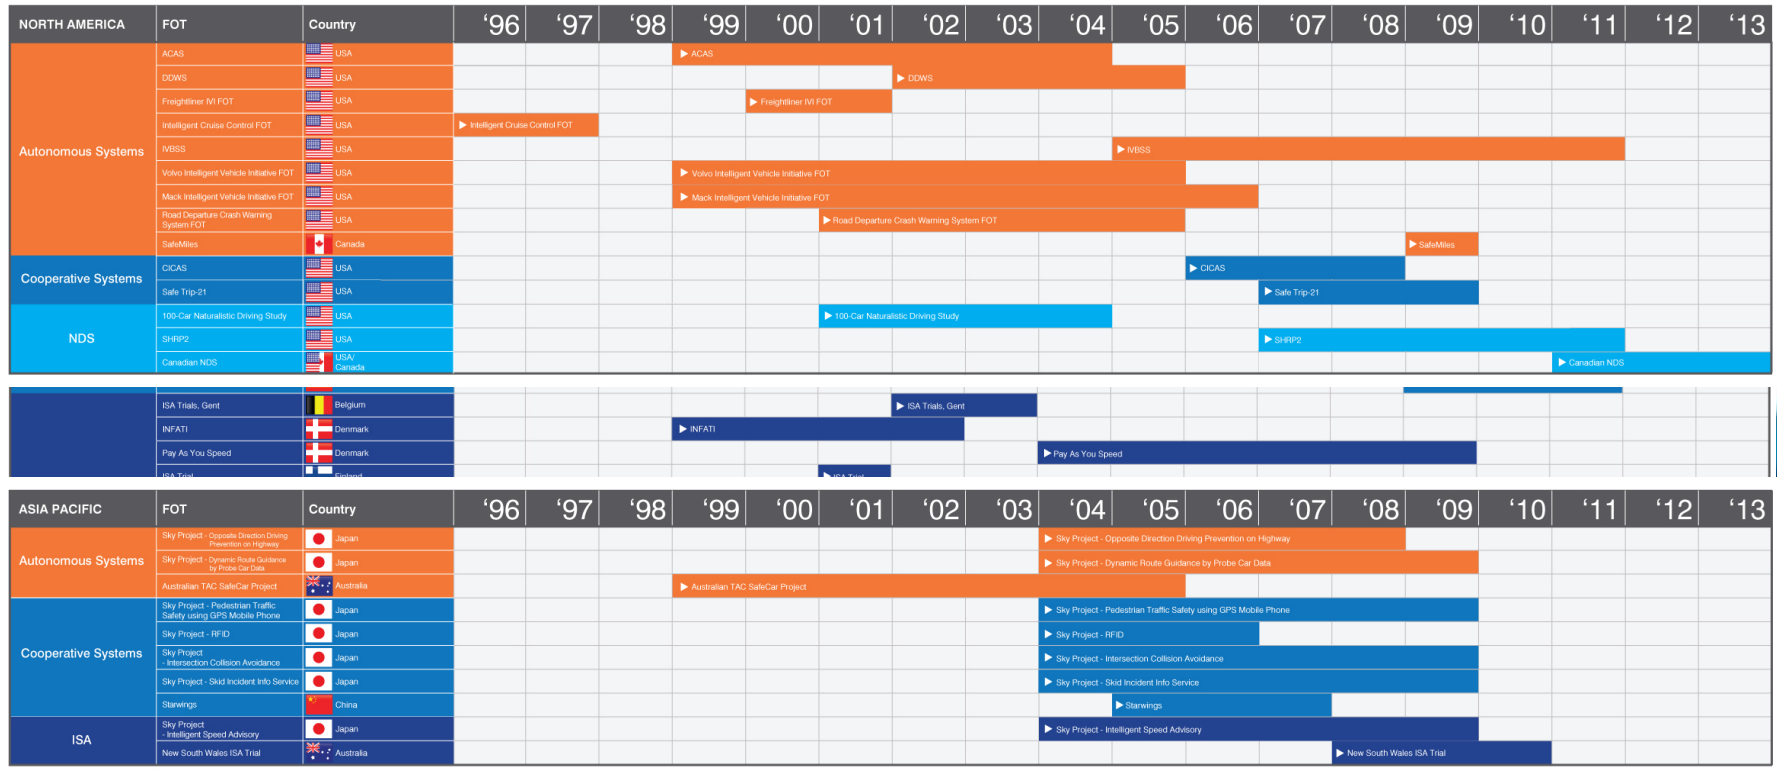 NORTH AMERICA FOT Country ‘96 ‘97 ‘98 ‘99 ‘00 ‘01 ‘02 ‘03 ‘04 ‘05 ‘06 ‘07 ‘08 ‘09 ‘10 ‘11 ‘12 ‘13
Autonomous Systems
ACAS USA ACAS
DDWS USA DDWS
Freightliner IVI FOT USA Freightliner IVI FOT
Intelligent Cruise Control FOT USA Intelligent Cruise Control FOT
IVBSS USA IVBSS
Volvo Intelligent Vehicle Initiative FOT USA Volvo Intelligent Vehicle Initiative FOT
Mack Intelligent Vehicle Initiative FOT USA Mack Intelligent Vehicle Initiative FOT
Road Departure Crash Warning
System FOT USA Road Departure Crash Warning System FOT
SafeMiles Canada SafeMiles
Cooperative Systems
CICAS USA CICAS
Safe Trip-21 USA Safe Trip-21
NDS
100-Car Naturalistic Driving Study USA 100-Car Naturalistic Driving Study
SHRP2 USA SHRP2
Canadian NDS USA/
Canada Canadian NDS
ISA Trials, Gent Belgium ISA Trials, Gent
INFATI Denmark INFATI
Pay As You Speed Denmark Pay As You Speed
ISA Trial Finland ISA Trial
ASIA PACIFIC FOT Country ‘96 ‘97 ‘98 ‘99 ‘00 ‘01 ‘02 ‘03 ‘04 ‘05 ‘06 ‘07 ‘08 ‘09 ‘10 ‘11 ‘12 ‘13
Autonomous Systems
Sky Project - Opposite Direction Driving
Prevention on Highway Japan Sky Project - Opposite Direction Driving Prevention on Highway
Sky Project - Dynamic Route Guidance
by Probe Car Data Japan Sky Project - Dynamic Route Guidance by Probe Car Data
Australian TAC SafeCar Project Australia Australian TAC SafeCar Project
Cooperative Systems
Sky Project - Pedestrian Traffic
Safety using GPS Mobile Phone Japan Sky Project - Pedestrian Traffic Safety using GPS Mobile Phone
Sky Project - RFID Japan Sky Project - RFID
Sky Project
- Intersection Collision Avoidance Japan Sky Project - Intersection Collision Avoidance
Sky Project - Skid Incident Info Service Japan Sky Project - Skid Incident Info Service
Starwings China Starwings
ISA
Sky Project
- Intelligent Speed Advisory Japan Sky Project - Intelligent Speed Advisory
New South Wales ISA Trial Australia New South Wales ISA Trial